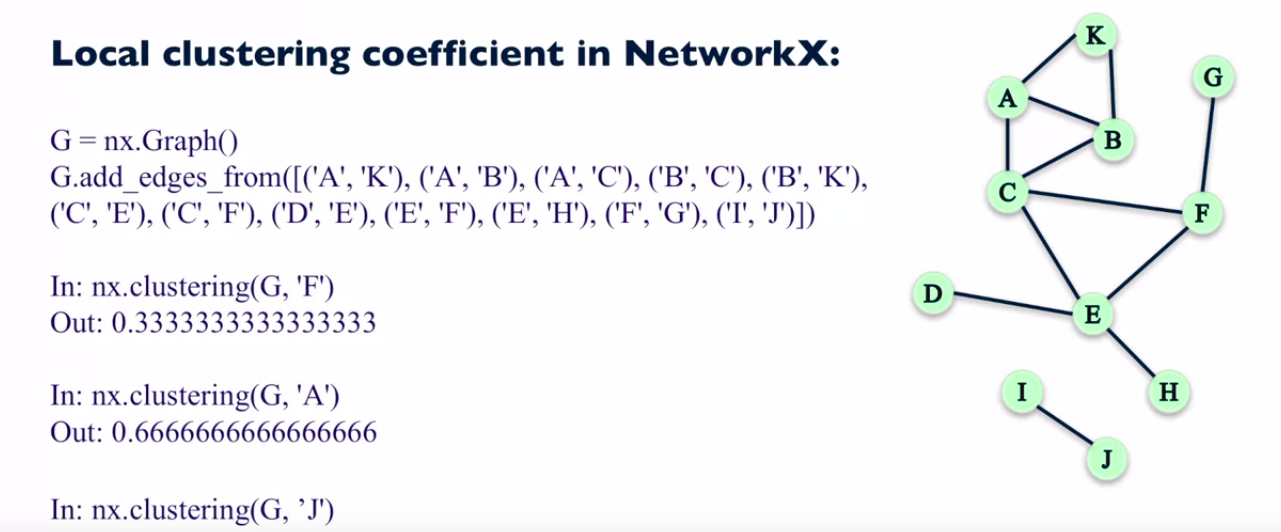 Local clustering coefficient in NetworkX:
G = nx.Graph()
G.add_edges_from([('A', 'K'), ('A', 'B'), ('A', 'C'), ('B', 'C'), ('B', 'K'),
('C', 'E'), ('C', 'F'), ('D', 'E'), ('E', 'F'), ('E', 'H'), ('F', 'G'), ('I', 'J')])
In: nx.clustering(G, 'F')
Out: 0.3333333333333333
In: nx.clustering(G, 'A')
Out: 0.6666666666666666
In: nx.clustering(G, ’J')
K
G
A
B
C
F
D
E
I
H
J